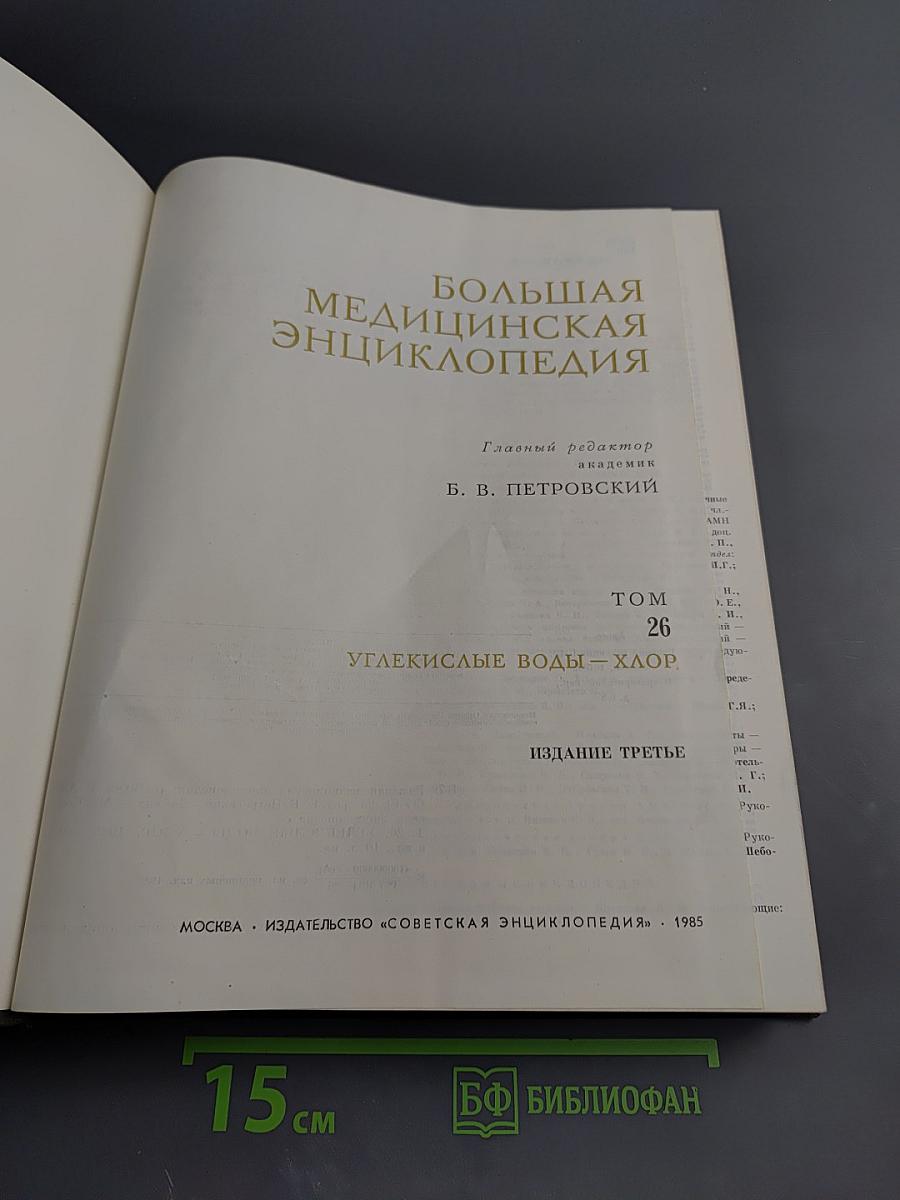 БОЛЬШАЯ
МЕДИЦИНСКАЯ
ЭНЦИКЛОПЕДИЯ
Главный редактор
академик
Б. В. ПЕТРОВСКИЙ
ТОМ
26
УГЛЕКИСЛЫЕ ВОДЫ — ХЛОР
ИЗДАНИЕ ТРЕТЬЕ
МОСКВА · ИЗДАТЕЛЬСТВО «СОВЕТСКАЯ ЭНЦИКЛОПЕДИЯ» · 1985
15 см
БФ БИБЛИОФАН